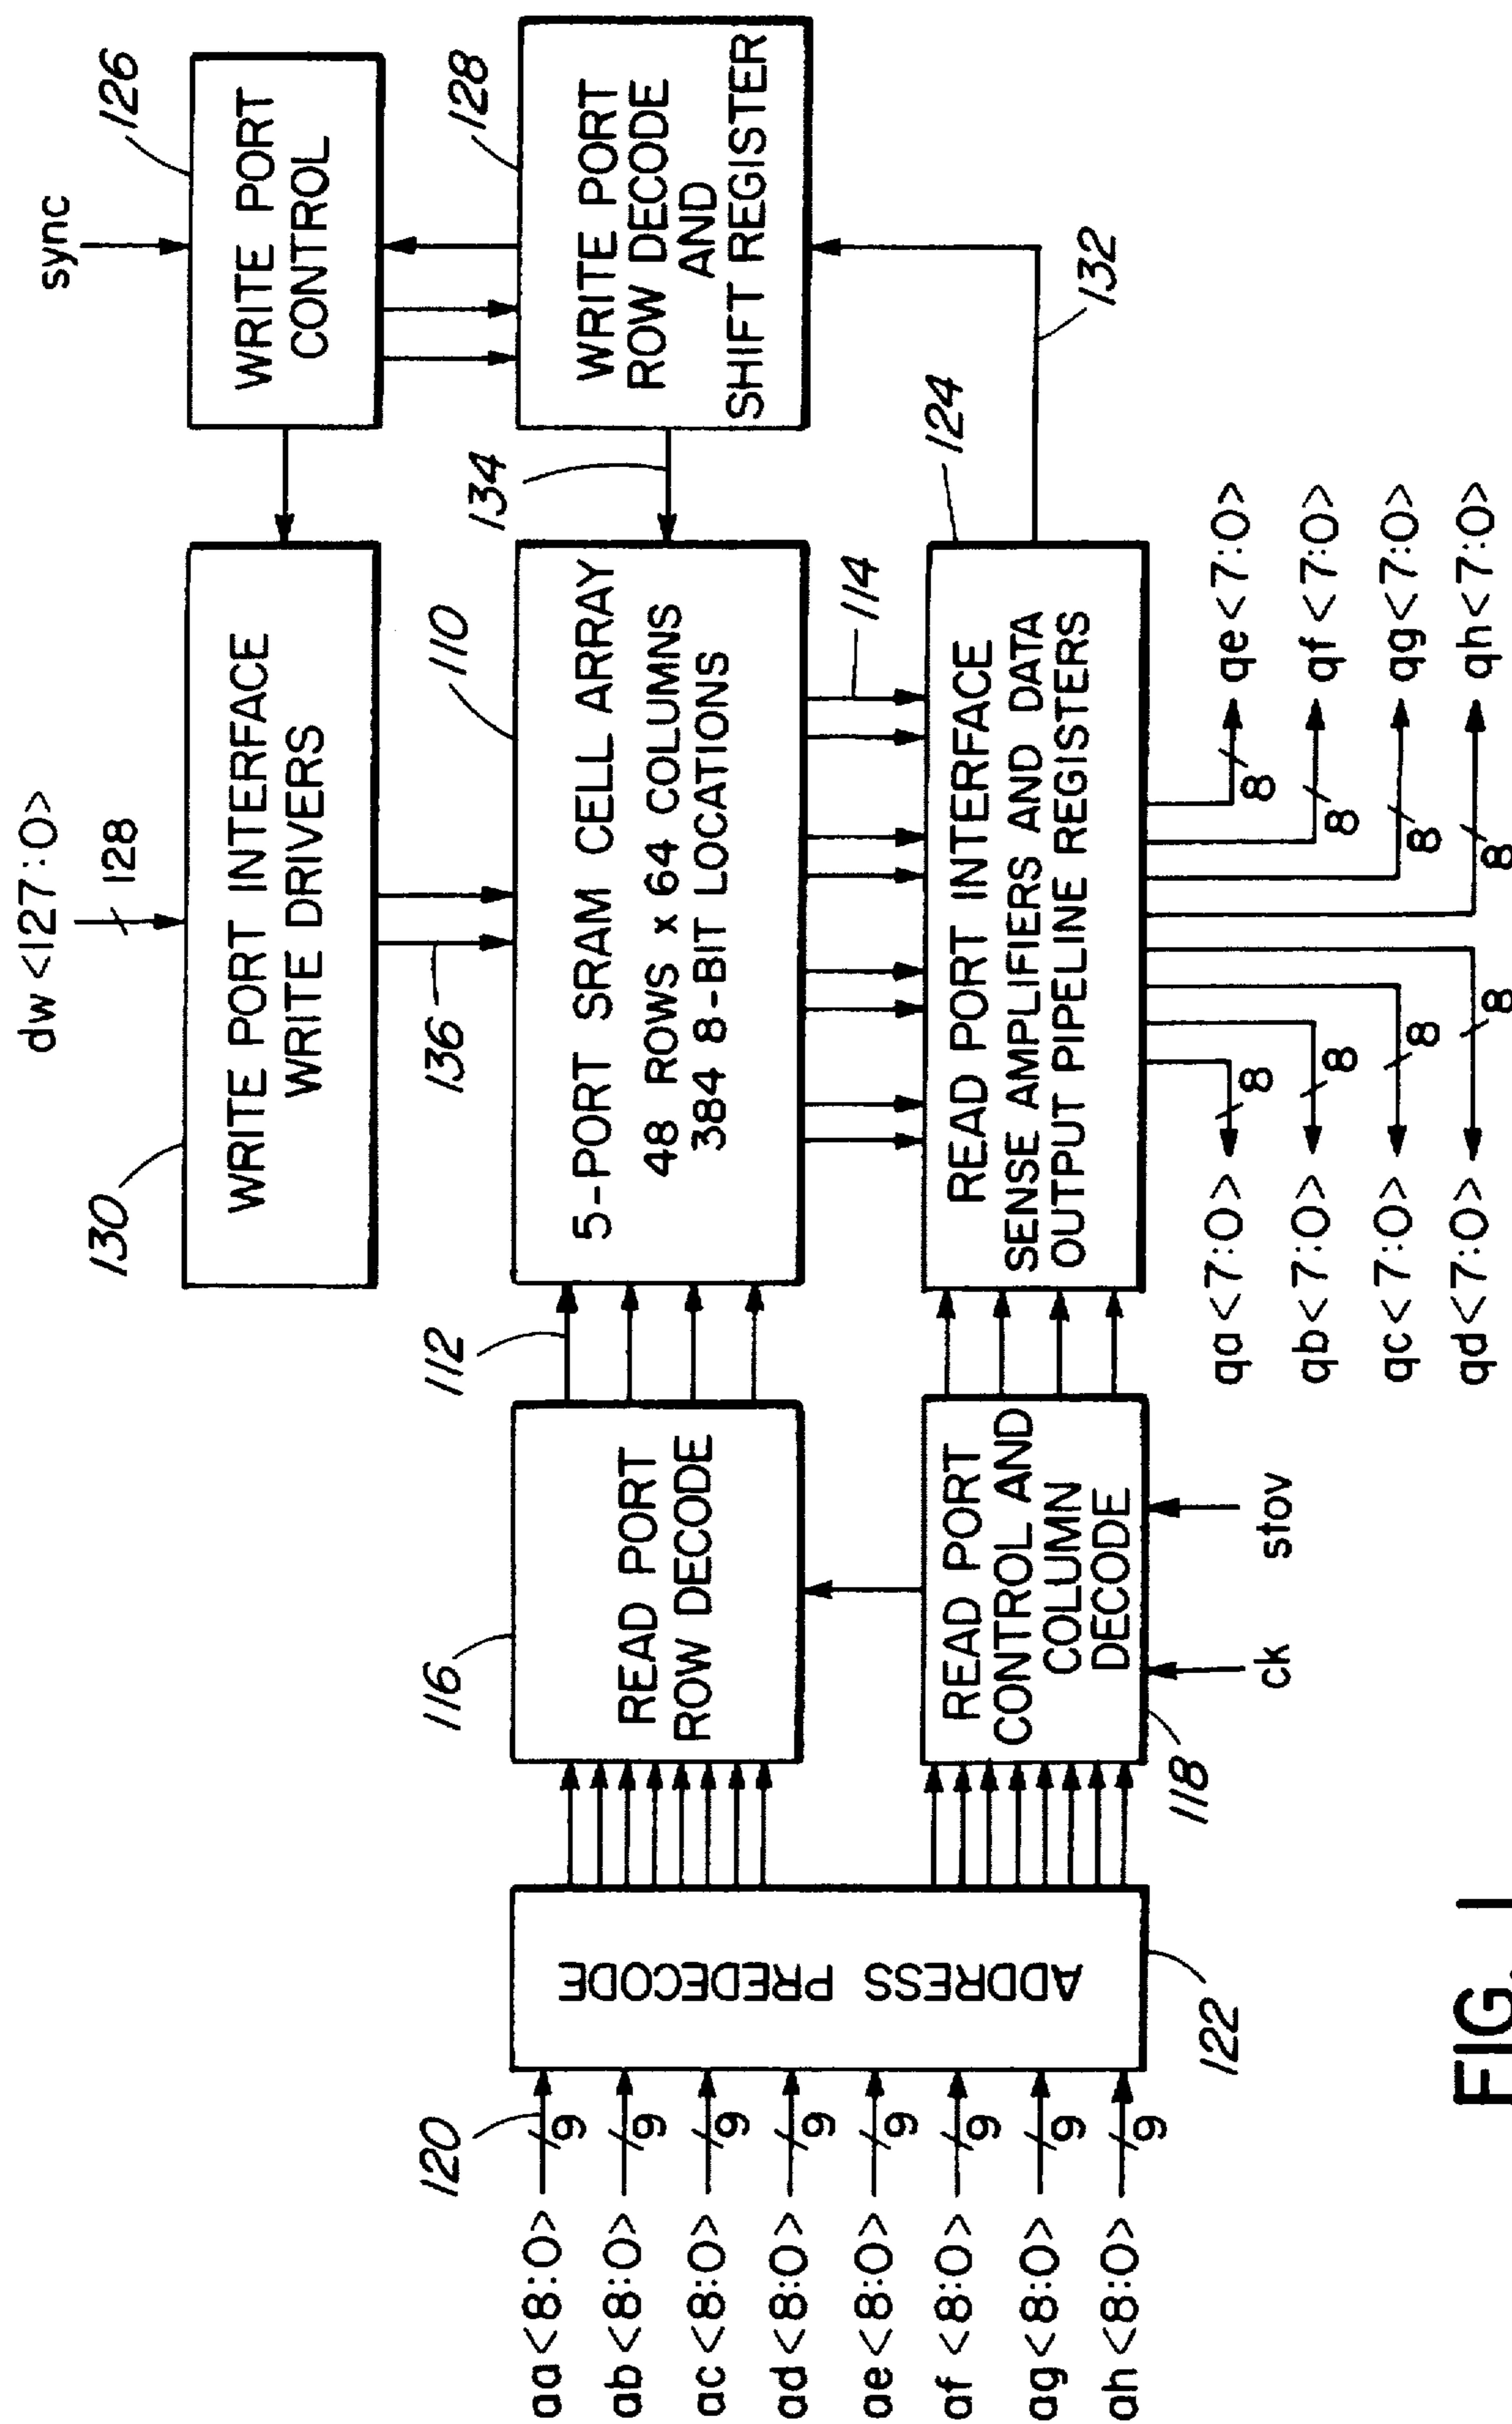 dw<127:0>
128
sync
130
WRITE PORT INTERFACE
WRITE DRIVERS
126
WRITE PORT
CONTROL
136
110
134
128
112
116
READ PORT
ROW DECODE
5-PORT SRAM CELL ARRAY
48 ROWS x 64 COLUMNS
384 8-BIT LOCATIONS
WRITE PORT
ROW DECODE
AND
SHIFT REGISTER
120
aa<8:0>
9
ab<8:0>
9
ac<8:0>
9
ad<8:0>
9
ae<8:0>
9
af<8:0>
9
ag<8:0>
9
ah<8:0>
9
ADDRESS PREDECODE
122
114
124
132
READ PORT
CONTROL AND
COLUMN
DECODE
118
ck
stov
READ PORT INTERFACE
SENSE AMPLIFIERS AND DATA
OUTPUT PIPELINE REGISTERS
qa<7:0>
8
8
qe<7:0>
qb<7:0>
8
8
qf<7:0>
qc<7:0>
8
8
qg<7:0>
qd<7:0>
8
8
qh<7:0>
FIG. 1